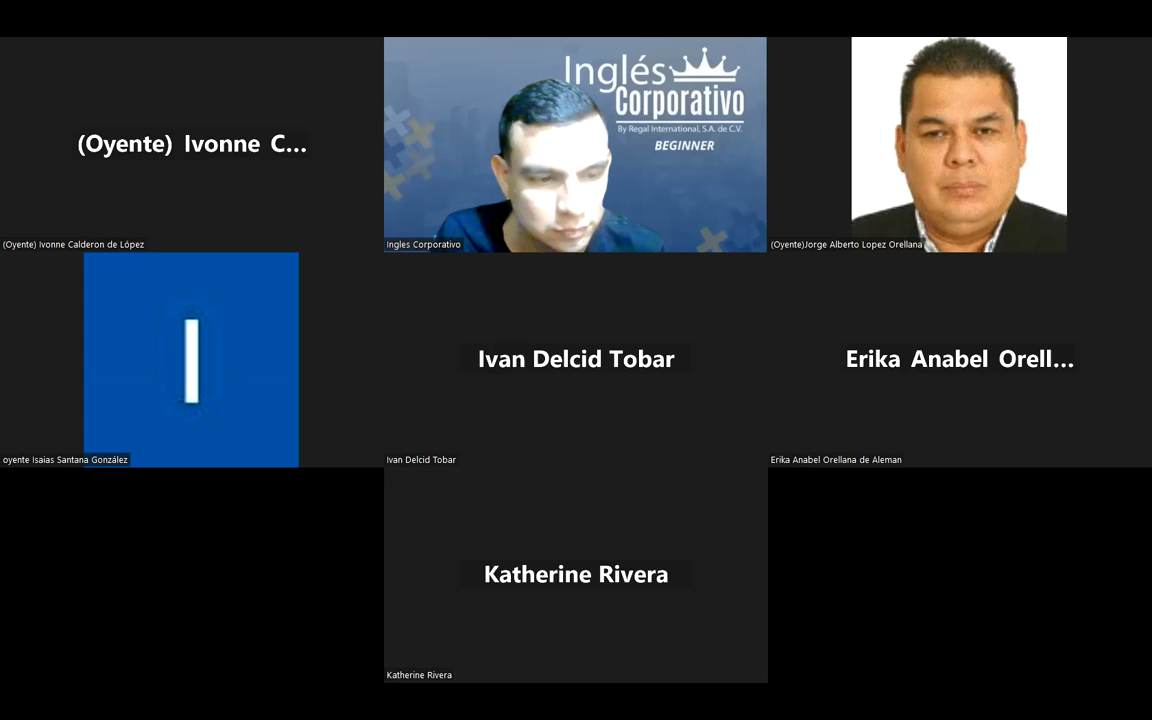 (Oyente) Ivonne C...
(Oyente) Ivonne Calderon de López
Inglés
Corporativo
By Regal International, S.A. de C.V.
BEGINNER
Ingles Corporativo
(Oyente)Jorge Alberto Lopez Orellana
I
oyente Isaias Santana González
Ivan Delcid Tobar
Ivan Delcid Tobar
Erika Anabel Orell...
Erika Anabel Orellana de Aleman
Katherine Rivera
Katherine Rivera